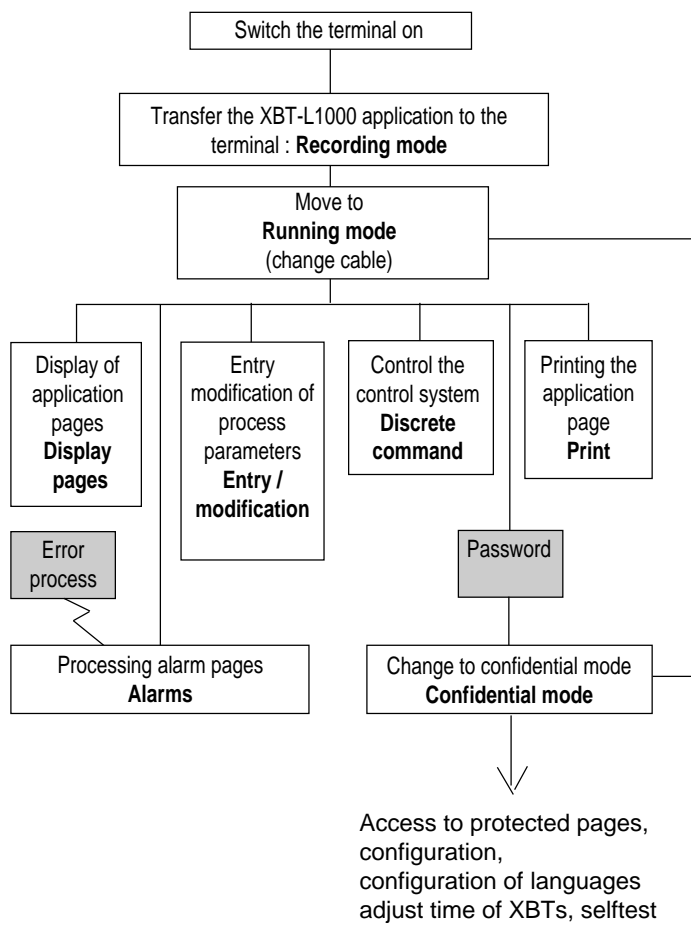 Switch the terminal on
Transfer the XBT-L1000 application to the
terminal : Recording mode
Move to
Running mode
(change cable)
Display of
application
pages
Display
pages
Entry
modification of
process
parameters
Entry /
modification
Control the
control system
Discrete
command
Printing the
application
page
Print
Error
process
Password
Processing alarm pages
Alarms
Change to confidential mode
Confidential mode
Access to protected pages,
configuration,
configuration of languages
adjust time of XBTs, selftest